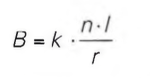 B = k · n·I / r